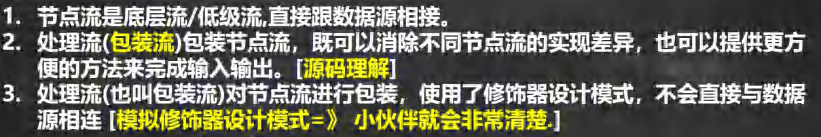 1. 节点流是底层流/低级流,直接跟数据源相接。
2. 处理流(包装流)包装节点流，既可以消除不同节点流的实现差异，也可以提供更方
便的方法来完成输入输出。[源码理解]
3. 处理流(也叫包装流)对节点流进行包装，使用了修饰器设计模式，不会直接与数据
源相连 [模拟修饰器设计模式=》 小伙伴就会非常清楚.]